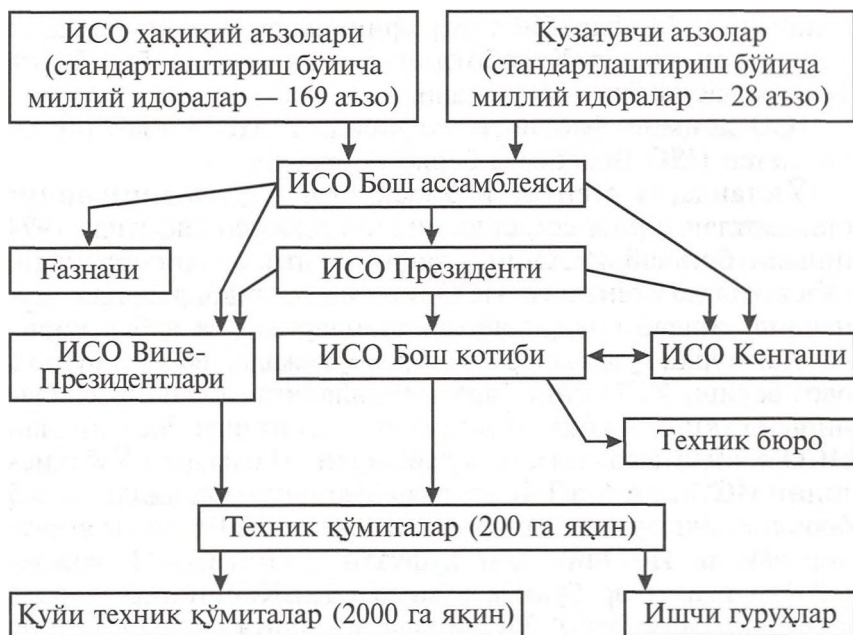 ИСО ҳақиқий аъзолари
(стандартлаштириш бўйича
миллий идоралар — 169 аъзо)
Кузатувчи аъзолар
(стандартлаштириш бўйича
миллий идоралар — 28 аъзо)
ИСО Бош ассамблеяси
Ғазначи
ИСО Президенти
ИСО Вице-
Президентлари
ИСО Бош котиби
ИСО Кенгаши
Техник бюро
Техник қўмиталар (200 га яқин)
Қуйи техник қўмиталар (2000 га яқин)
Ишчи гуруҳлар